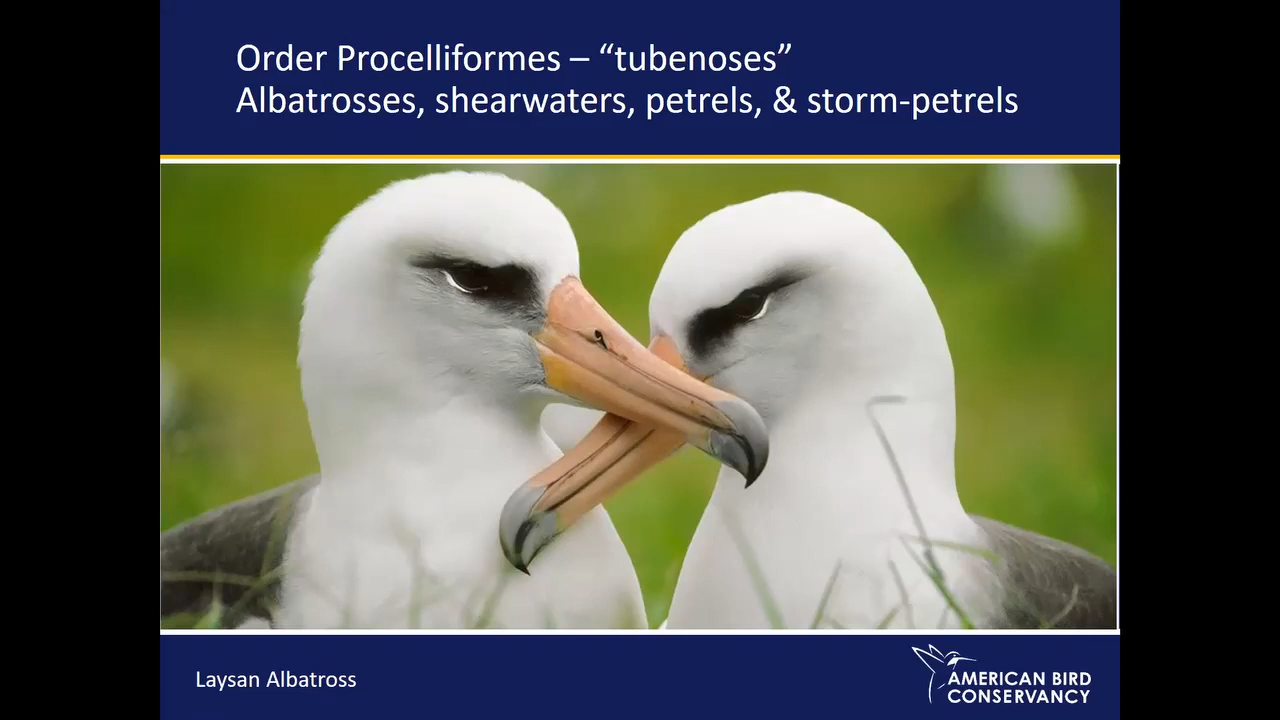 Order Procelliformes – “tubenoses”
Albatrosses, shearwaters, petrels, & storm-petrels
Laysan Albatross
AMERICAN BIRD
CONSERVANCY